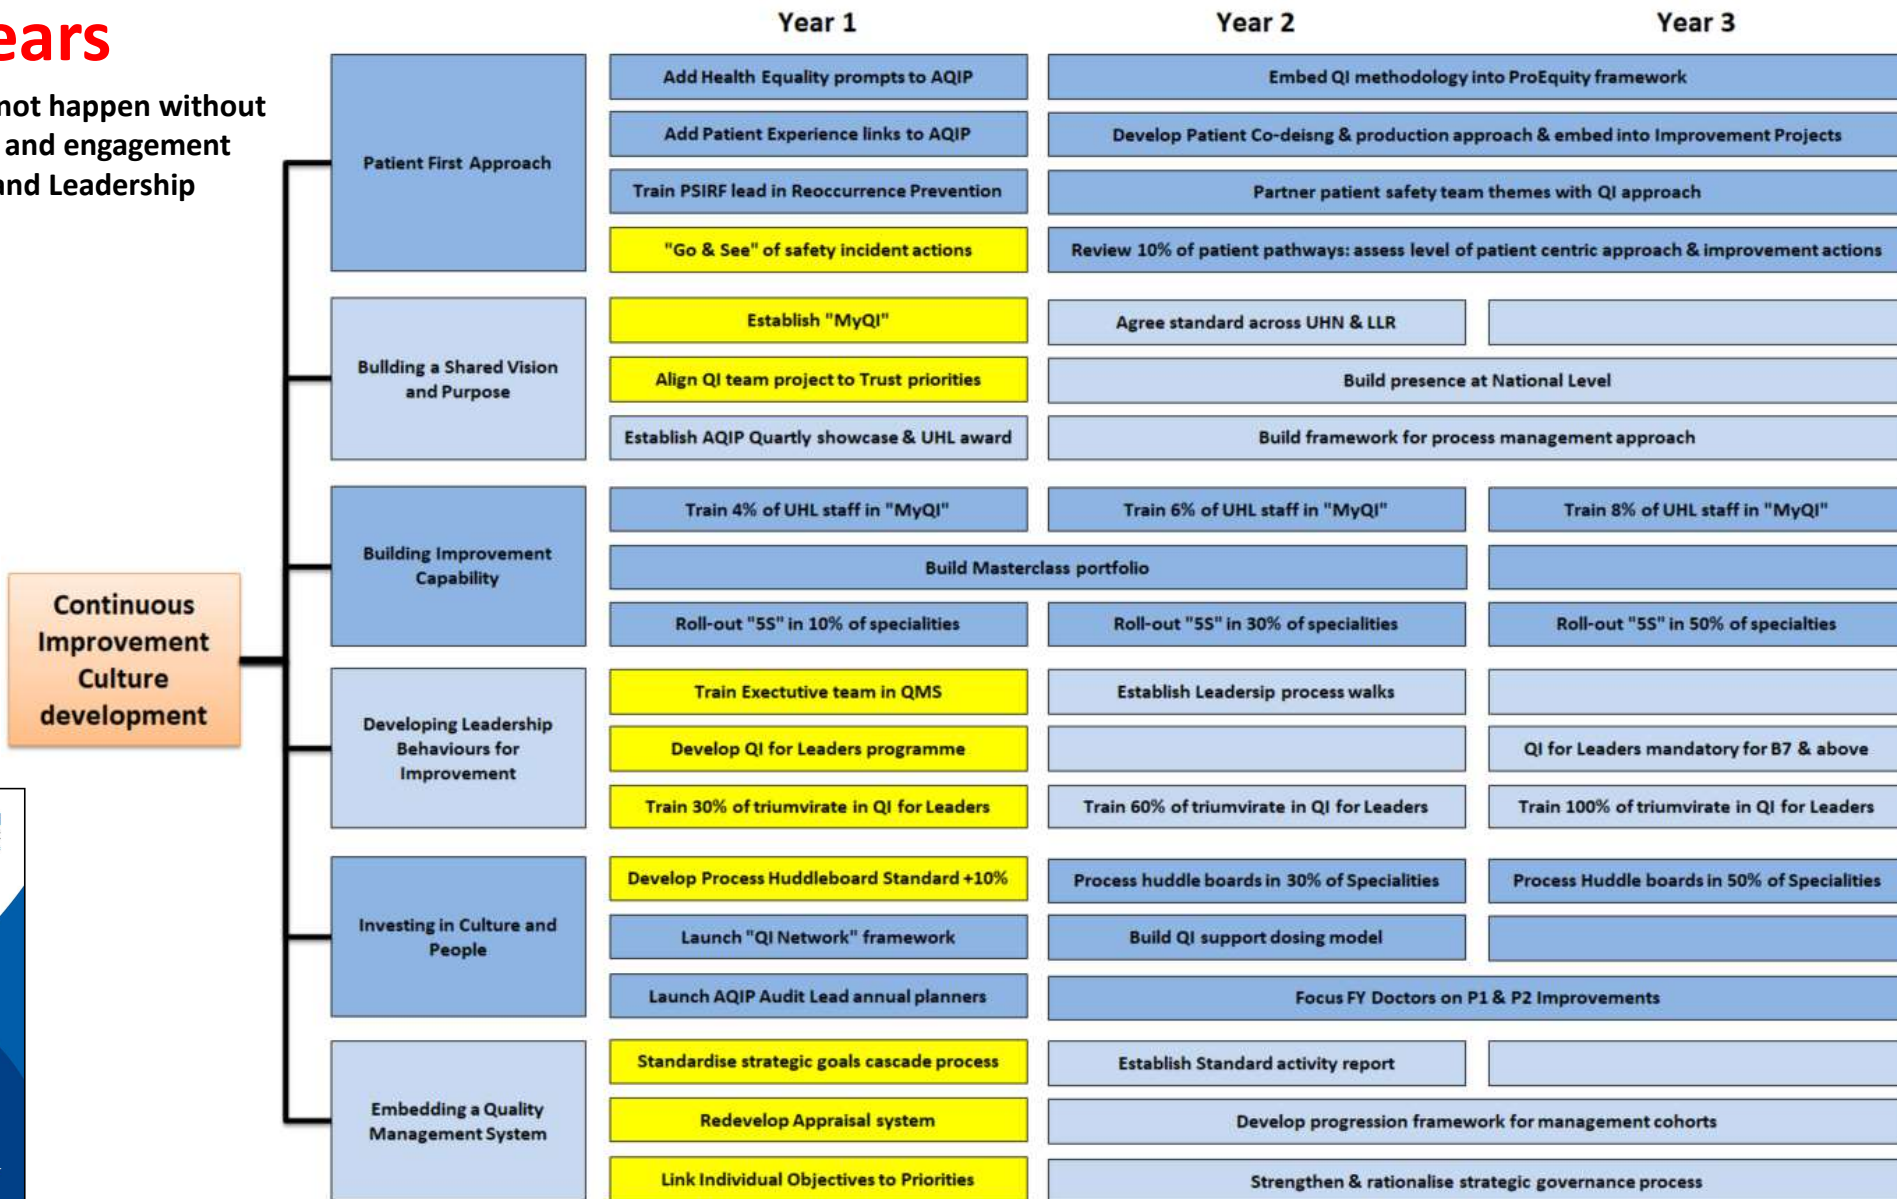 ears
not happen without
and engagement
and Leadership
Year 1
Year 2
Year 3
Patient First Approach
Add Health Equality prompts to AQIP
Embed QI methodology into ProEquity framework
Add Patient Experience links to AQIP
Develop Patient Co-deisng & production approach & embed into Improvement Projects
Train PSIRF lead in Reoccurrence Prevention
Partner patient safety team themes with QI approach
"Go & See" of safety incident actions
Review 10% of patient pathways: assess level of patient centric approach & improvement actions
Building a Shared Vision
and Purpose
Establish "MyQI"
Agree standard across UHN & LLR
Align QI team project to Trust priorities
Build presence at National Level
Establish AQIP Quartly showcase & UHL award
Build framework for process management approach
Building Improvement
Capability
Train 4% of UHL staff in "MyQI"
Train 6% of UHL staff in "MyQI"
Train 8% of UHL staff in "MyQI"
Build Masterclass portfolio
Roll-out "5S" in 10% of specialities
Roll-out "5S" in 30% of specialities
Roll-out "5S" in 50% of specialties
Continuous
Improvement
Culture
development
Developing Leadership
Behaviours for
Improvement
Train Exectutive team in QMS
Establish Leadersip process walks
Develop QI for Leaders programme
QI for Leaders mandatory for B7 & above
Train 30% of triumvirate in QI for Leaders
Train 60% of triumvirate in QI for Leaders
Train 100% of triumvirate in QI for Leaders
Investing in Culture and
People
Develop Process Huddleboard Standard +10%
Process huddle boards in 30% of Specialities
Process Huddle boards in 50% of Specialities
Launch "QI Network" framework
Build QI support dosing model
Launch AQIP Audit Lead annual planners
Focus FY Doctors on P1 & P2 Improvements
Embedding a Quality
Management System
Standardise strategic goals cascade process
Establish Standard activity report
Redevelop Appraisal system
Develop progression framework for management cohorts
Link Individual Objectives to Priorities
Strengthen & rationalise strategic governance process